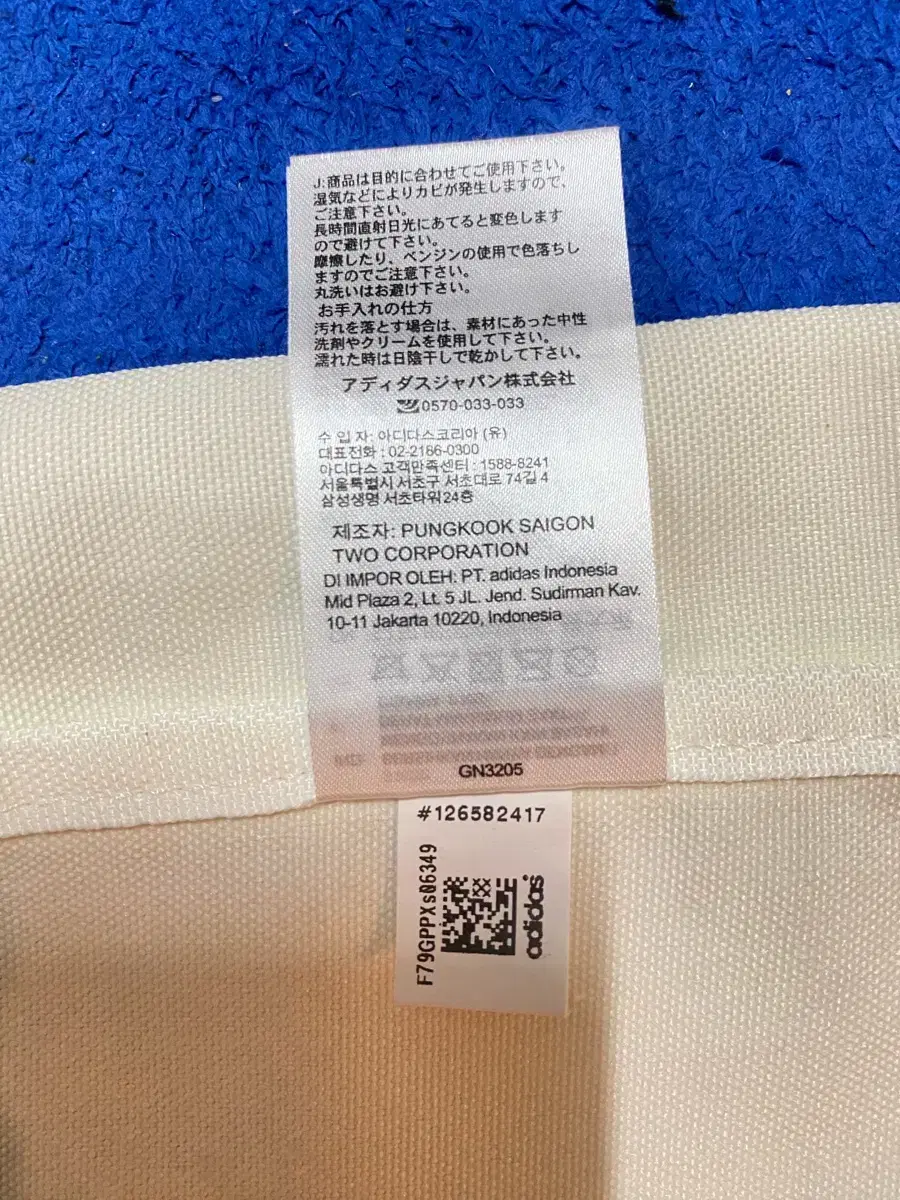 J:商品は目的に合わせてご使用下さい。
湿気などによりカビが発生しますので、
ご注意下さい。
長時間直射日光にあてると変色します
ので避けて下さい。
摩擦したり、ベンジンの使用で色落ちし
ますのでご注意下さい。
丸洗いはお避け下さい。
お手入れの仕方
汚れを落とす場合は、素材にあった中性
洗剤やクリームを使用して下さい。
濡れた時は日陰干しで乾かして下さい。
アディダスジャパン株式会社
0570-033-033
수 입 자: 아디다스코리아 (유)
대표전화 : 02-2186-0300
아디다스 고객만족센터 : 1588-8241
서울특별시 서초구 서초대로 74길 4
삼성생명 서초타워24층
제조자: PUNGKOOK SAIGON
TWO CORPORATION
DI IMPOR OLEH: PT. adidas Indonesia
Mid Plaza 2, Lt. 5 JL. Jend. Sudirman Kav.
10-11 Jakarta 10220, Indonesia
GN3205
#126582417
F79GPPXs06349
adidas